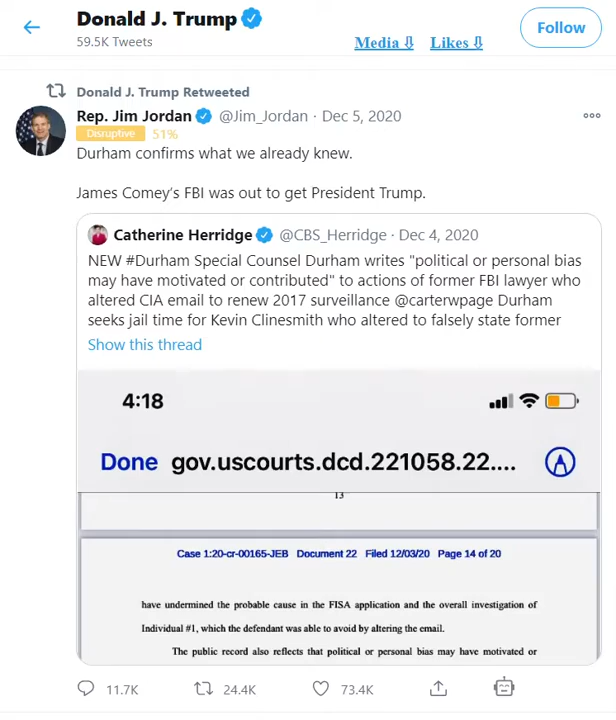 Donald J. Trump
59.5K Tweets
Media ⇩ Likes ⇩
Follow
Donald J. Trump Retweeted
Rep. Jim Jordan @Jim_Jordan · Dec 5, 2020
Disruptive 51%
Durham confirms what we already knew.
James Comey's FBI was out to get President Trump.
Catherine Herridge @CBS_Herridge · Dec 4, 2020
NEW #Durham Special Counsel Durham writes "political or personal bias
may have motivated or contributed" to actions of former FBI lawyer who
altered CIA email to renew 2017 surveillance @carterwpage Durham
seeks jail time for Kevin Clinesmith who altered to falsely state former
Show this thread
4:18
Done gov.uscourts.dcd.221058.22....
13
Case 1:20-cr-00165-JEB Document 22 Filed 12/03/20 Page 14 of 20
have undermined the probable cause in the FISA application and the overall investigation of
Individual #1, which the defendant was able to avoid by altering the email.
The public record also reflects that political or personal bias may have motivated or
11.7K 24.4K 73.4K